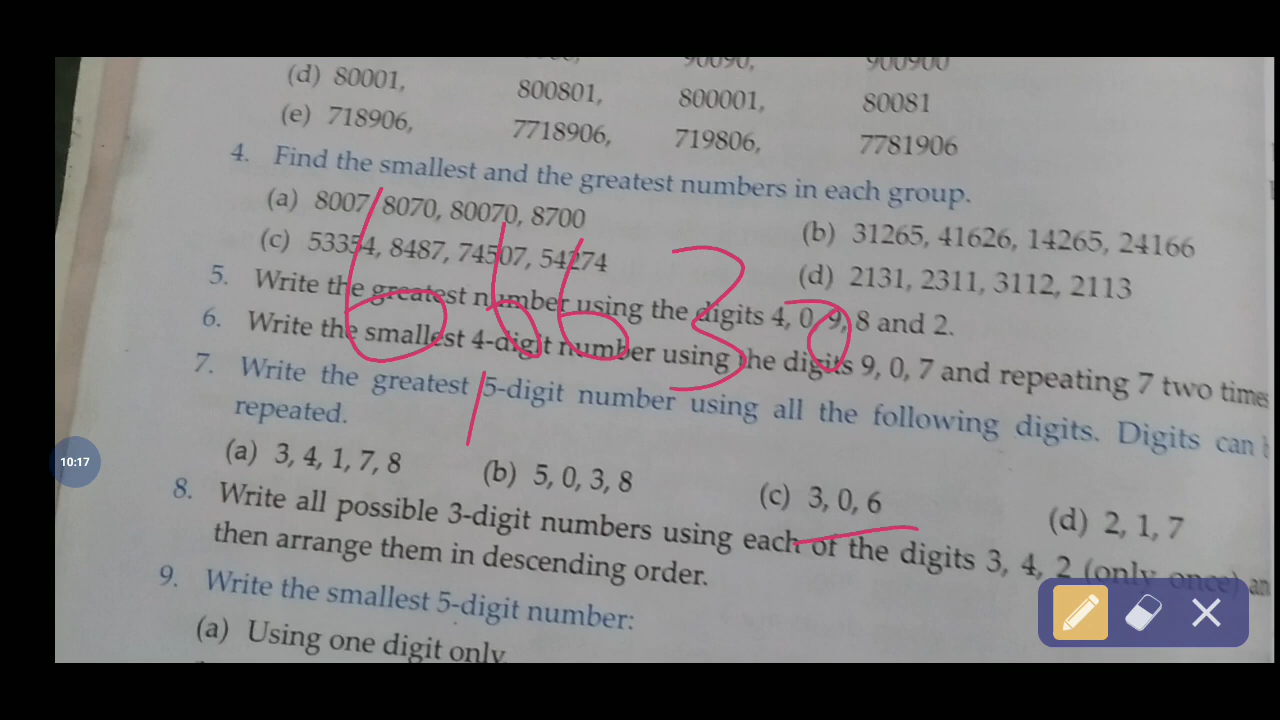 90090, 900900
(d) 80001, 800801, 800001, 80081
(e) 718906, 7718906, 719806, 7781906
4. Find the smallest and the greatest numbers in each group.
(a) 8007, 8070, 80070, 8700 (b) 31265, 41626, 14265, 24166
(c) 53354, 8487, 74507, 54274 (d) 2131, 2311, 3112, 2113
5. Write the greatest number using the digits 4, 0, 9, 8 and 2.
6. Write the smallest 4-digit number using the digits 9, 0, 7 and repeating 7 two times
7. Write the greatest 5-digit number using all the following digits. Digits can
repeated.
(a) 3, 4, 1, 7, 8 (b) 5, 0, 3, 8 (c) 3, 0, 6 (d) 2, 1, 7
8. Write all possible 3-digit numbers using each of the digits 3, 4, 2 (only once)
then arrange them in descending order.
9. Write the smallest 5-digit number:
(a) Using one digit only
66630
10:17